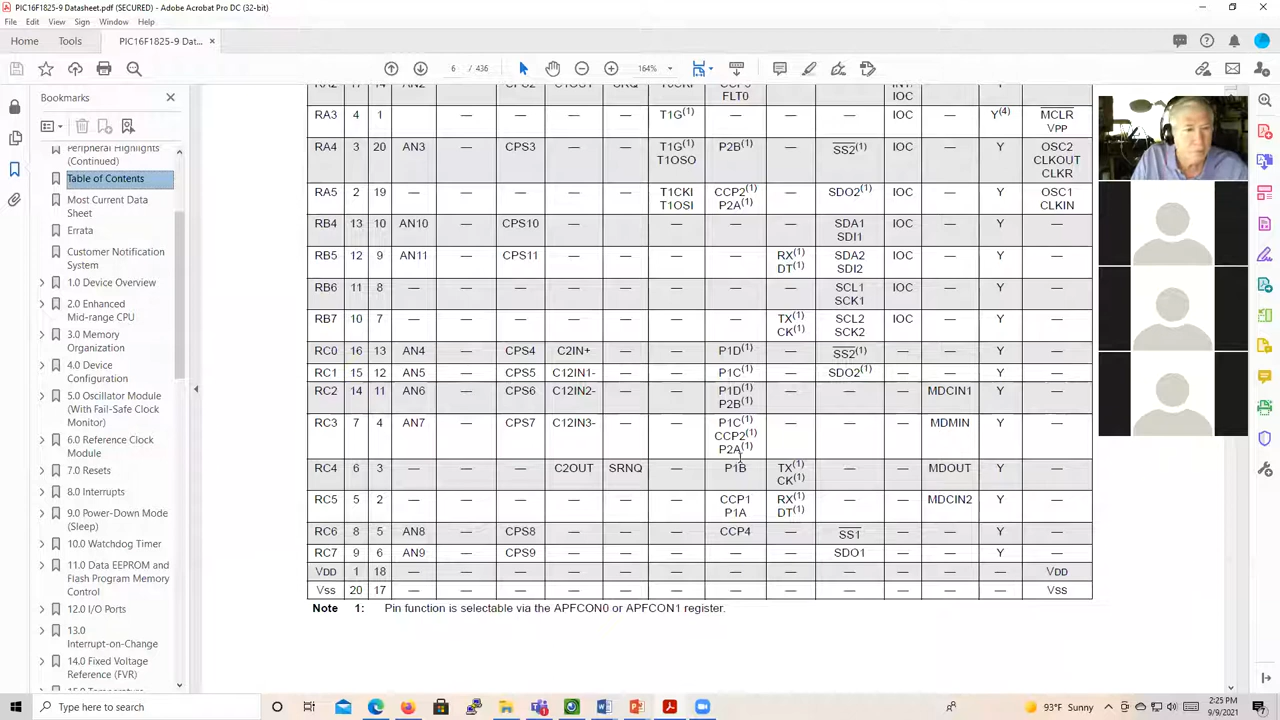 PIC16F1825-9 Datasheet.pdf (SECURED) - Adobe Acrobat Pro DC (32-bit)
File Edit View Sign Window Help
Home Tools PIC16F1825-9 Dat... ×
6 / 436 164%
Bookmarks
Peripheral Highlights
(Continued)
Table of Contents
Most Current Data
Sheet
Errata
Customer Notification
System
1.0 Device Overview
2.0 Enhanced
Mid-range CPU
3.0 Memory
Organization
4.0 Device
Configuration
5.0 Oscillator Module
(With Fail-Safe Clock
Monitor)
6.0 Reference Clock
Module
7.0 Resets
8.0 Interrupts
9.0 Power-Down Mode
(Sleep)
10.0 Watchdog Timer
11.0 Data EEPROM and
Flash Program Memory
Control
12.0 I/O Ports
13.0
Interrupt-on-Change
14.0 Fixed Voltage
Reference (FVR)
FLT0 IOC
RA3 4 1 — — — — — T1G(1) — — — IOC — Y(4) MCLR
VPP
RA4 3 20 AN3 — CPS3 — — T1G(1) P2B(1) — SS2(1) IOC — Y OSC2
T1OSO CLKOUT
CLKR
RA5 2 19 — — — — — T1CKI CCP2(1) — SDO2(1) IOC — Y OSC1
T1OSI P2A(1) CLKIN
RB4 13 10 AN10 — CPS10 — — — — — SDA1 IOC — Y —
SDI1
RB5 12 9 AN11 — CPS11 — — — — RX(1) SDA2 IOC — Y —
DT(1) SDI2
RB6 11 8 — — — — — — — — SCL1 IOC — Y —
SCK1
RB7 10 7 — — — — — — — TX(1) SCL2 IOC — Y —
CK(1) SCK2
RC0 16 13 AN4 — CPS4 C2IN+ — — P1D(1) — SS2(1) — — Y —
RC1 15 12 AN5 — CPS5 C12IN1- — — P1C(1) — SDO2(1) — — Y —
RC2 14 11 AN6 — CPS6 C12IN2- — — P1D(1) — — — MDCIN1 Y —
P2B(1)
RC3 7 4 AN7 — CPS7 C12IN3- — — P1C(1) — — — MDMIN Y —
CCP2(1)
P2A(1)
RC4 6 3 — — — C2OUT SRNQ — P1B TX(1) — — MDOUT Y —
CK(1)
RC5 5 2 — — — — — — CCP1 RX(1) — — MDCIN2 Y —
P1A DT(1)
RC6 8 5 AN8 — CPS8 — — — CCP4 — SS1 — — Y —
RC7 9 6 AN9 — CPS9 — — — — — SDO1 — — Y —
VDD 1 18 — — — — — — — — — — — — VDD
Vss 20 17 — — — — — — — — — — — — Vss
Note 1: Pin function is selectable via the APFCON0 or APFCON1 register.
Type here to search
93°F Sunny
2:25 PM
9/9/2021